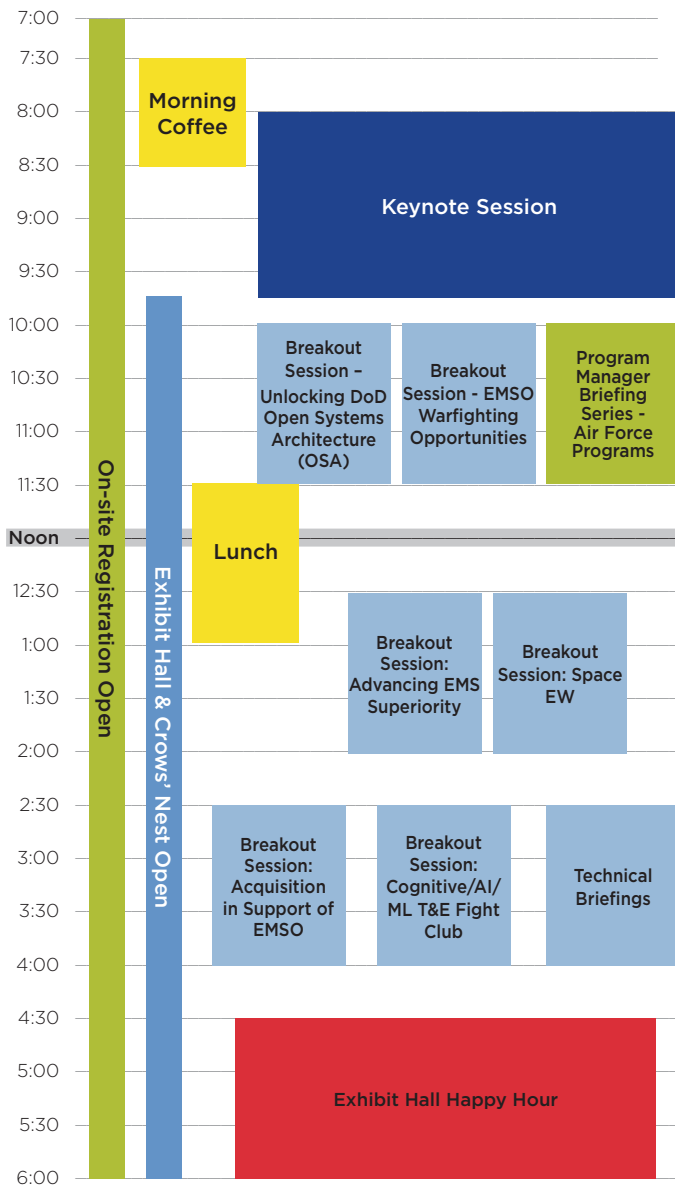 7:00
7:30
Morning
Coffee
8:00
8:30
Keynote Session
9:00
9:30
10:00
Breakout
Session –
Unlocking DoD
Open Systems
Architecture
(OSA)
Breakout
Session - EMSO
Warfighting
Opportunities
Program
Manager
Briefing
Series -
Air Force
Programs
10:30
11:00
11:30
On-site Registration Open
Noon
Lunch
Exhibit Hall & Crows' Nest Open
12:30
1:00
Breakout
Session:
Advancing EMS
Superiority
Breakout
Session: Space
EW
1:30
2:00
2:30
Breakout
Session:
Acquisition
in Support of
EMSO
Breakout
Session:
Cognitive/AI/
ML T&E Fight
Club
Technical
Briefings
3:00
3:30
4:00
4:30
5:00
Exhibit Hall Happy Hour
5:30
6:00